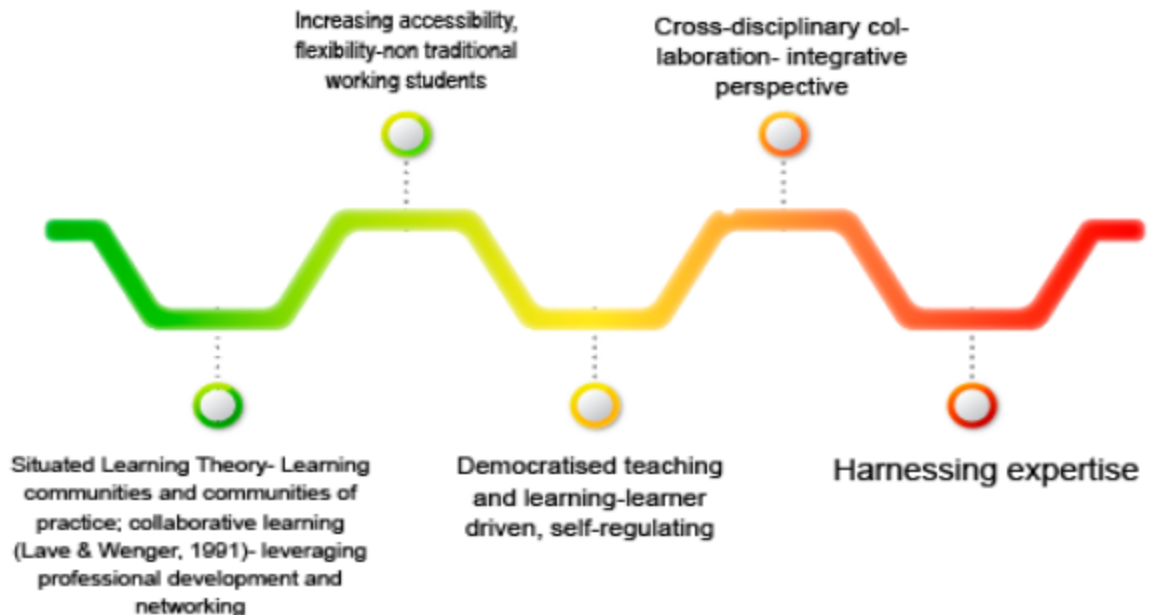 Increasing accessibility,
flexibility-non traditional
working students
Cross-disciplinary col-
laboration- integrative
perspective
Situated Learning Theory- Learning
communities and communities of
practice; collaborative learning
(Lave & Wenger, 1991)- leveraging
professional development and
networking
Democratised teaching
and learning-learner
driven, self-regulating
Harnessing expertise